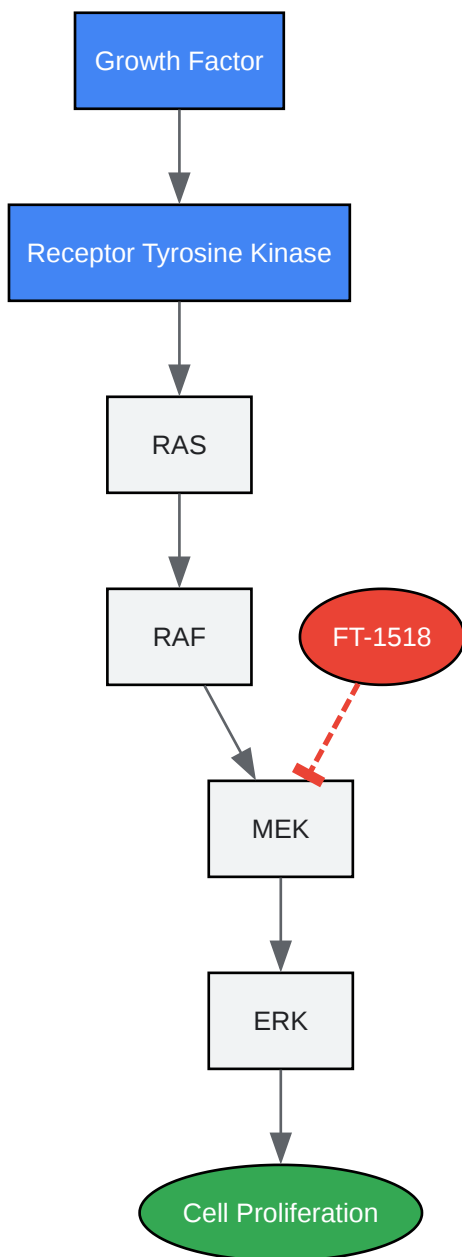 Growth Factor
Receptor Tyrosine Kinase
RAS
RAF
FT-1518
MEK
ERK
Cell Proliferation